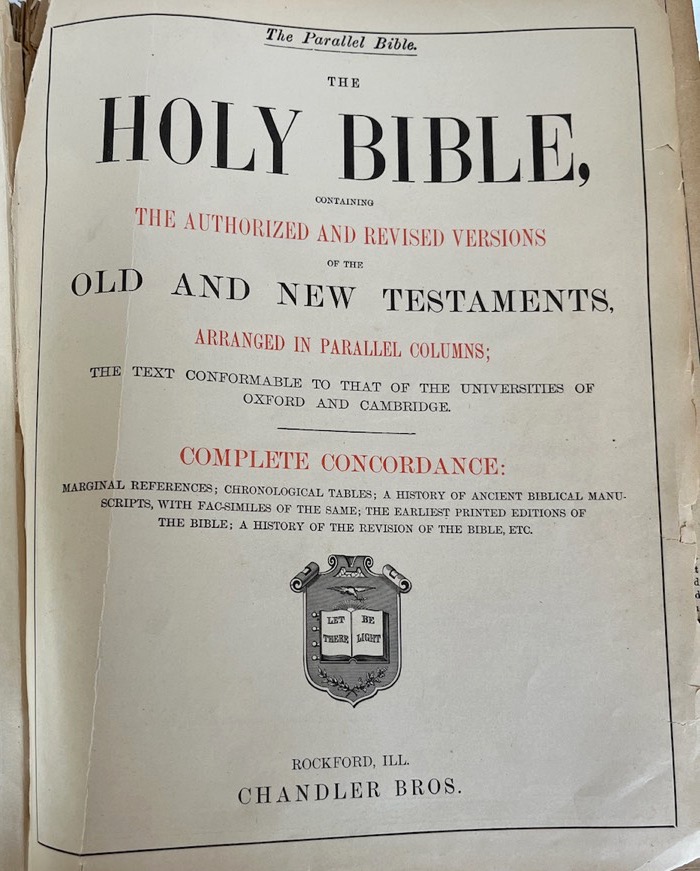 The Parallel Bible.
THE
HOLY BIBLE,
CONTAINING
THE AUTHORIZED AND REVISED VERSIONS
OF THE
OLD AND NEW TESTAMENTS,
ARRANGED IN PARALLEL COLUMNS;
THE TEXT CONFORMABLE TO THAT OF THE UNIVERSITIES OF
OXFORD AND CAMBRIDGE.
COMPLETE CONCORDANCE:
MARGINAL REFERENCES; CHRONOLOGICAL TABLES; A HISTORY OF ANCIENT BIBLICAL MANU-
SCRIPTS, WITH FAC-SIMILES OF THE SAME; THE EARLIEST PRINTED EDITIONS OF
THE BIBLE; A HISTORY OF THE REVISION OF THE BIBLE, ETC.
LET BE
THERE LIGHT
ROCKFORD, ILL.
CHANDLER BROS.